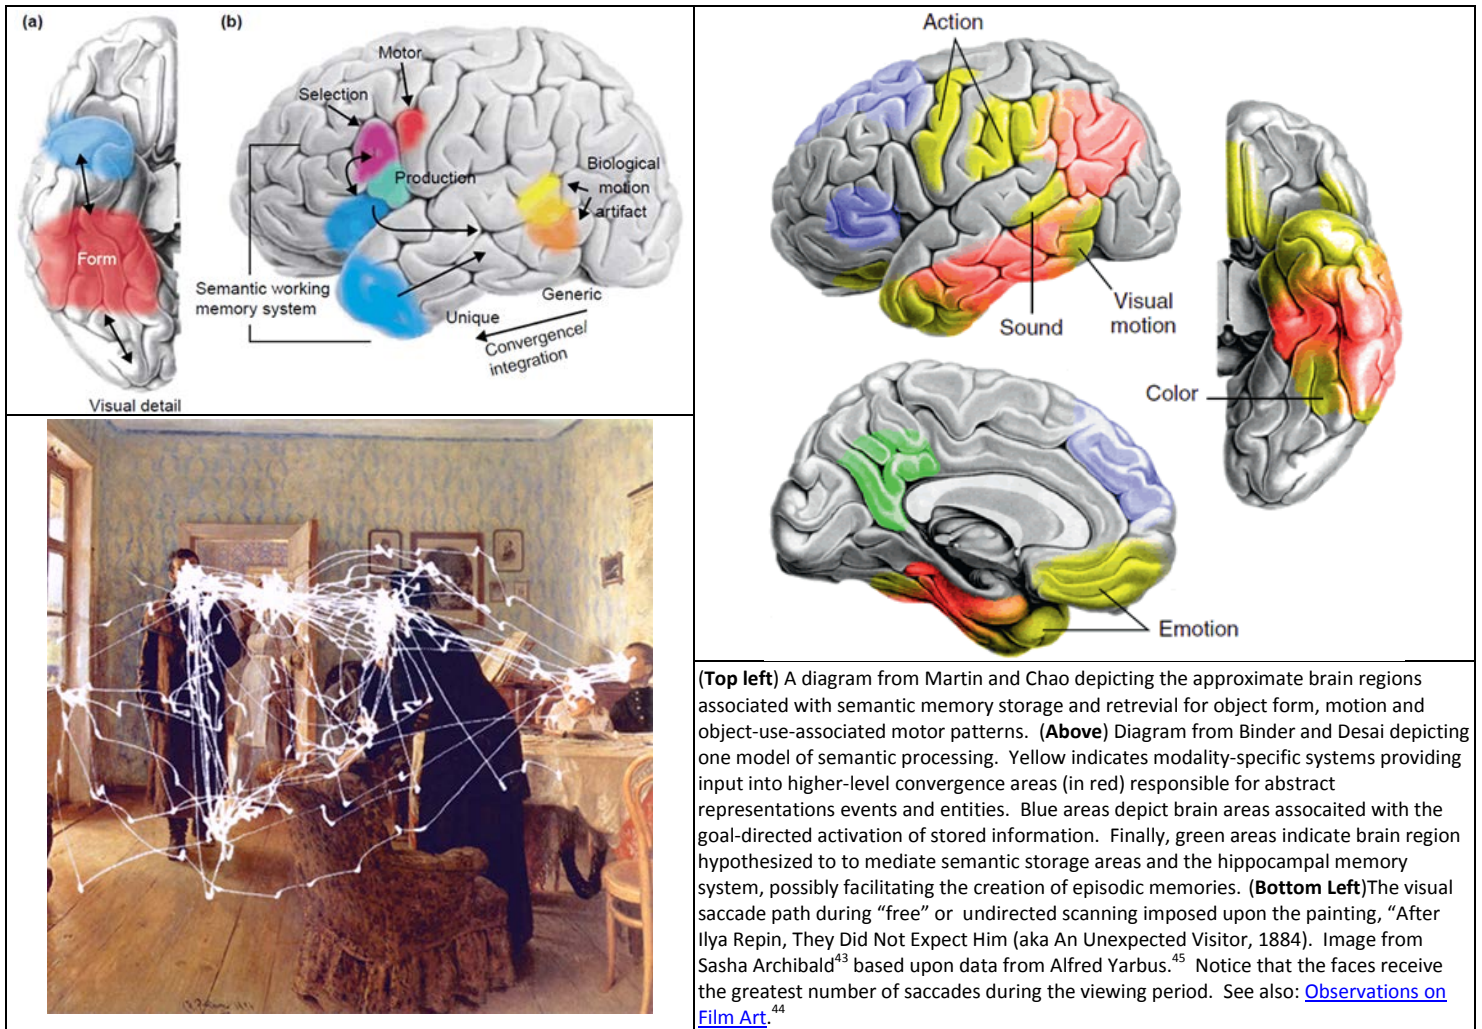 (a)
(b)
Motor
Selection
Biological
motion
artifact
Production
Form
Semantic working
memory system
Generic
Unique
Convergence/
integration
Visual detail
Action
Visual
motion
Sound
Color
Emotion
(Top left) A diagram from Martin and Chao depicting the approximate brain regions
associated with semantic memory storage and retrevial for object form, motion and
object-use-associated motor patterns. (Above) Diagram from Binder and Desai depicting
one model of semantic processing. Yellow indicates modality-specific systems providing
input into higher-level convergence areas (in red) responsible for abstract
representations events and entities. Blue areas depict brain areas assocaited with the
goal-directed activation of stored information. Finally, green areas indicate brain region
hypothesized to to mediate semantic storage areas and the hippocampal memory
system, possibly facilitating the creation of episodic memories. (Bottom Left)The visual
saccade path during “free” or undirected scanning imposed upon the painting, “After
Ilya Repin, They Did Not Expect Him (aka An Unexpected Visitor, 1884). Image from
Sasha Archibald43 based upon data from Alfred Yarbus.45 Notice that the faces receive
the greatest number of saccades during the viewing period. See also: Observations on
Film Art.44